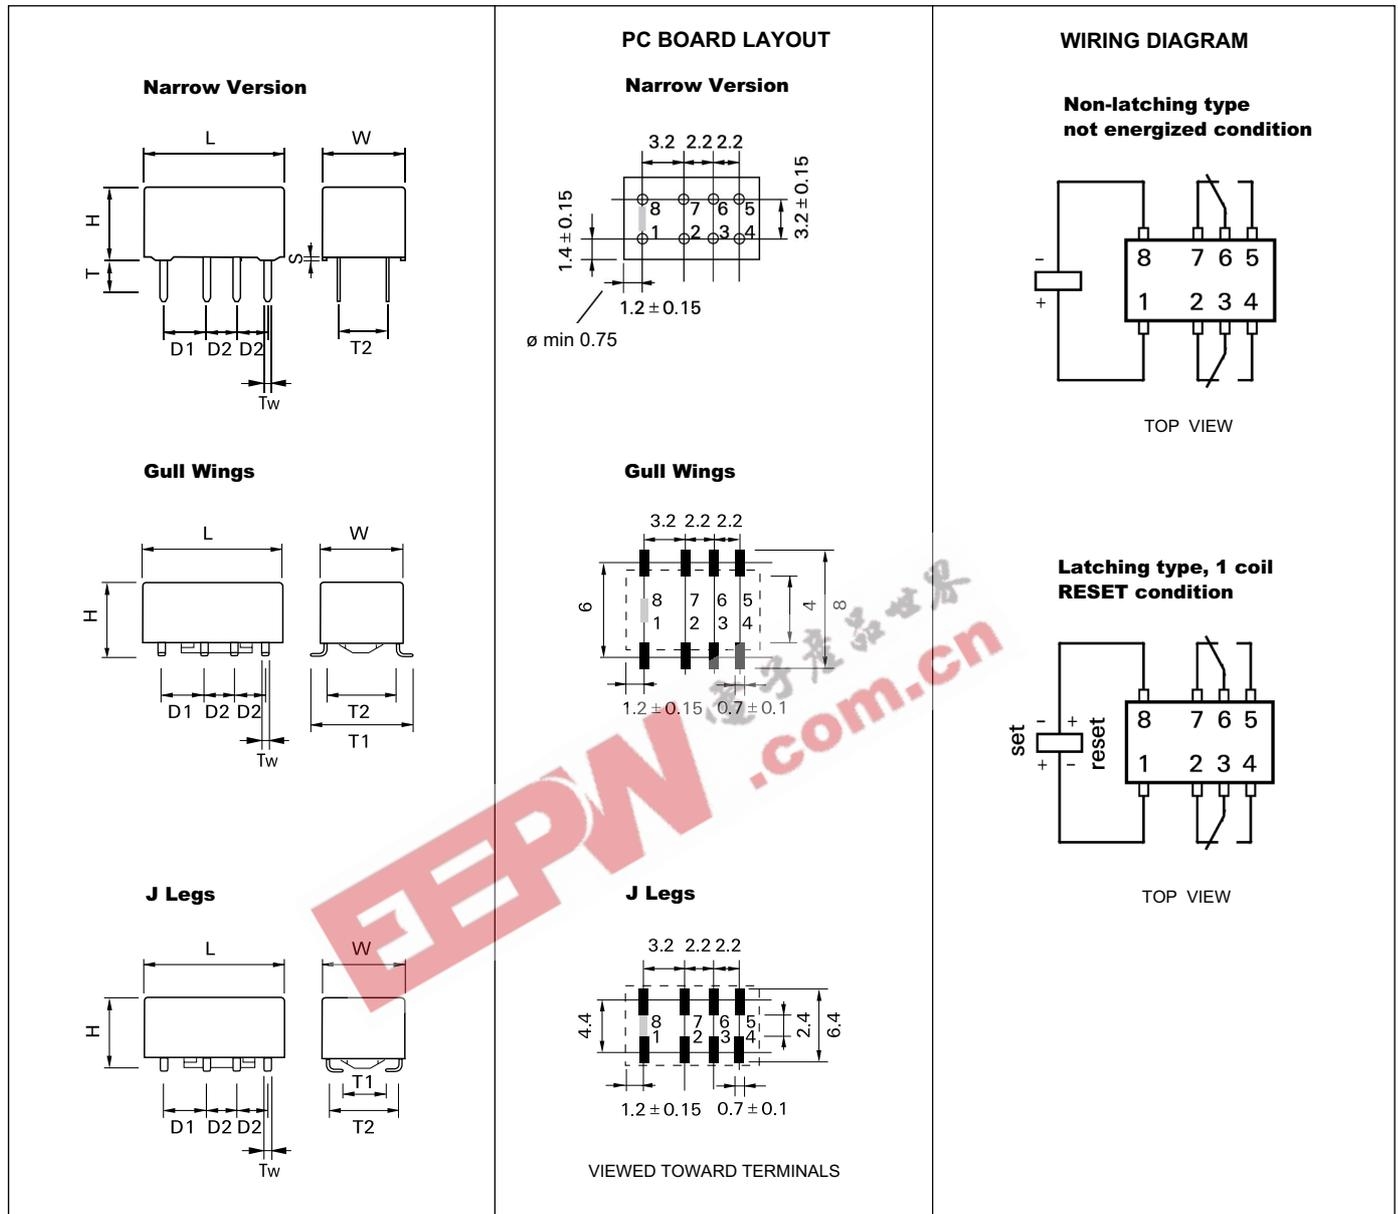 Narrow Version
L
W
H
T
S
D1 D2 D2
T2
Tw
Gull Wings
L
W
H
D1 D2 D2
T2
T1
Tw
J Legs
L
W
H
T1
D1 D2 D2
T2
Tw
PC BOARD LAYOUT
Narrow Version
3.2 2.2 2.2
8 7 6 5
1 2 3 4
1.4 ± 0.15
3.2 ± 0.15
1.2 ± 0.15
ø min 0.75
Gull Wings
3.2 2.2 2.2
6
8 7 6 5
1 2 3 4
4
8
1.2 ± 0.15 0.7 ± 0.1
J Legs
3.2 2.2 2.2
4.4
8 7 6 5
1 2 3 4
2.4
6.4
1.2 ± 0.15 0.7 ± 0.1
VIEWED TOWARD TERMINALS
WIRING DIAGRAM
Non-latching type
not energized condition
-
+
8 7 6 5
1 2 3 4
TOP VIEW
Latching type, 1 coil
RESET condition
set
- +
+ -
reset
8 7 6 5
1 2 3 4
TOP VIEW
EEPW
電子產品世界
.com.cn